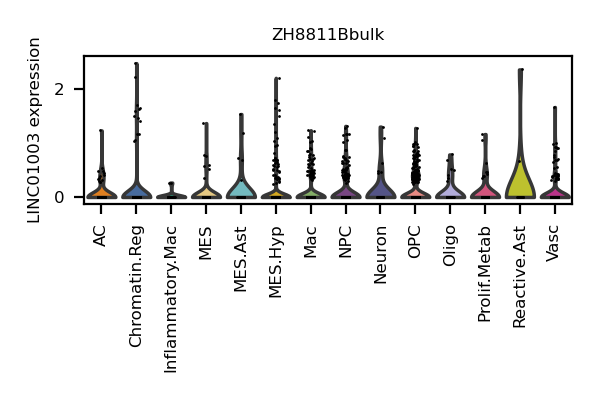 ZH8811Bbulk
LINC01003 expression
2
0
AC
Chromatin.Reg
Inflammatory.Mac
MES
MES.Ast
MES.Hyp
Mac
NPC
Neuron
OPC
Oligo
Prolif.Metab
Reactive.Ast
Vasc